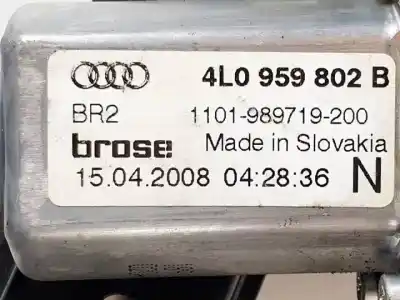 4L0 959 802 B
BR2 1101-989719-200
brose Made in Slovakia
15.04.2008 04:28:36 N